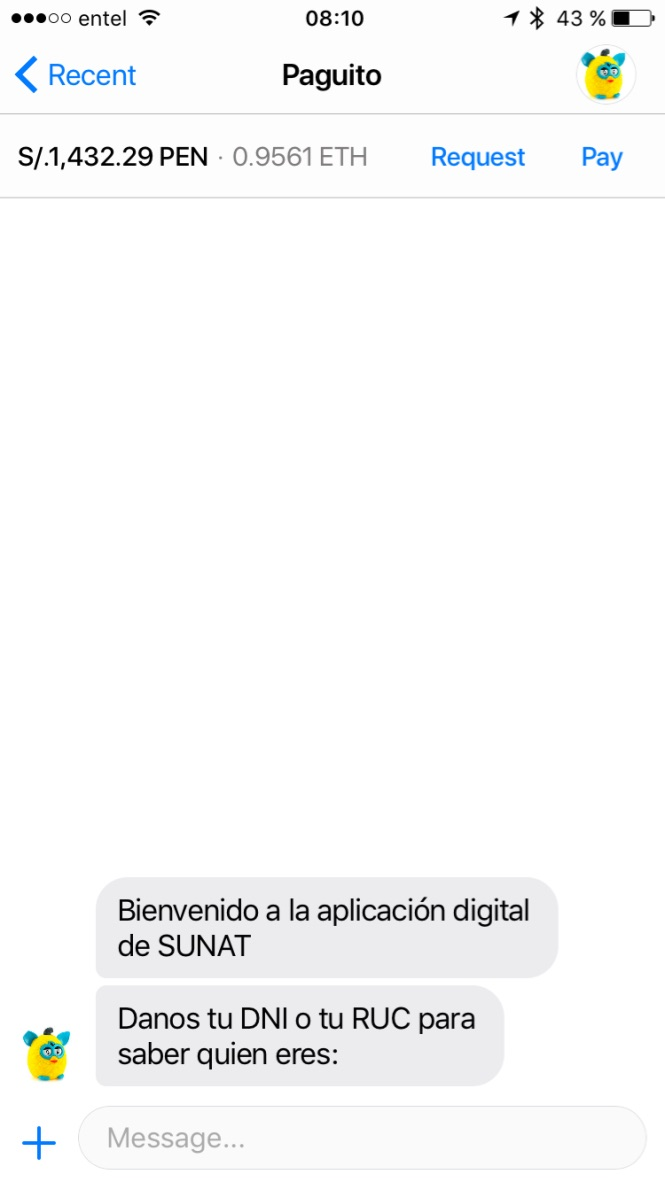 entel 08:10 43 %
Recent Paguito
S/.1,432.29 PEN · 0.9561 ETH Request Pay
Bienvenido a la aplicación digital
de SUNAT
Danos tu DNI o tu RUC para
saber quien eres:
Message...